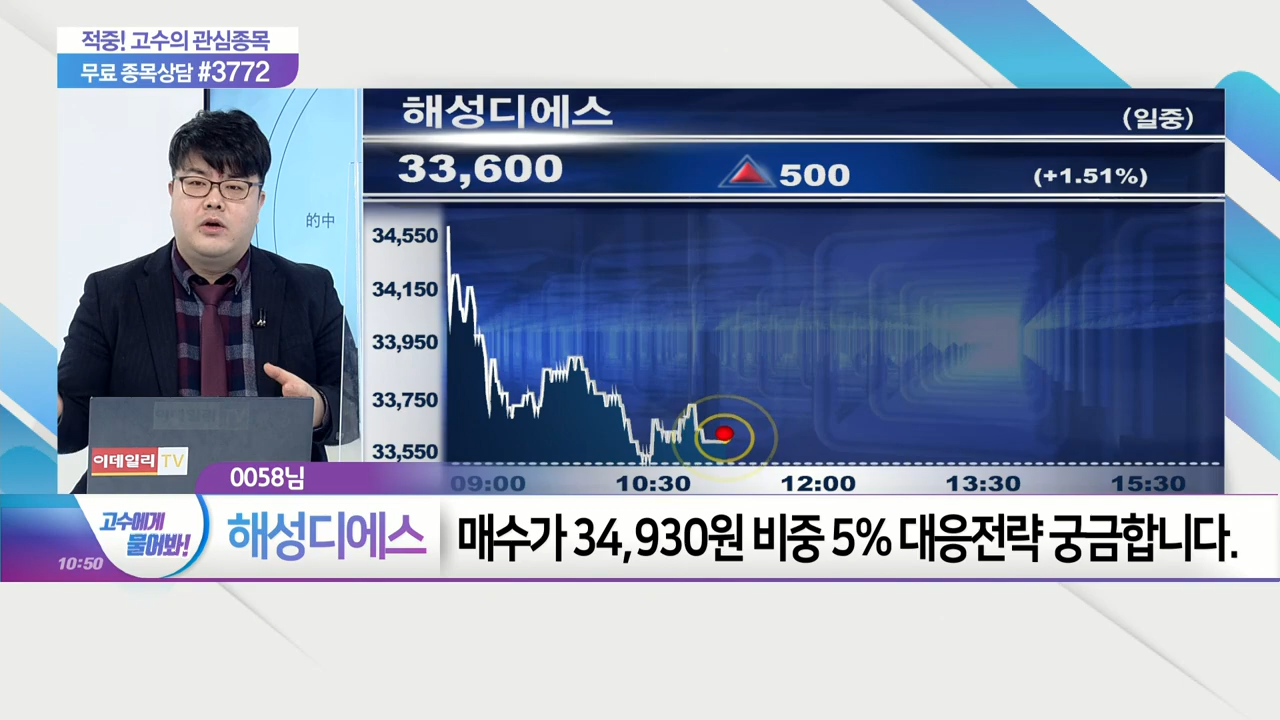 적중! 고수의 관심종목
무료 종목상담 #3772
的中
이데일리 TV
해성디에스
(일중)
33,600
500
(+1.51%)
34,550
34,150
33,950
33,750
33,550
09:00
10:30
12:00
13:30
15:30
0058님
고수에게
물어봐!
10:50
해성디에스
매수가 34,930원 비중 5% 대응전략 궁금합니다.